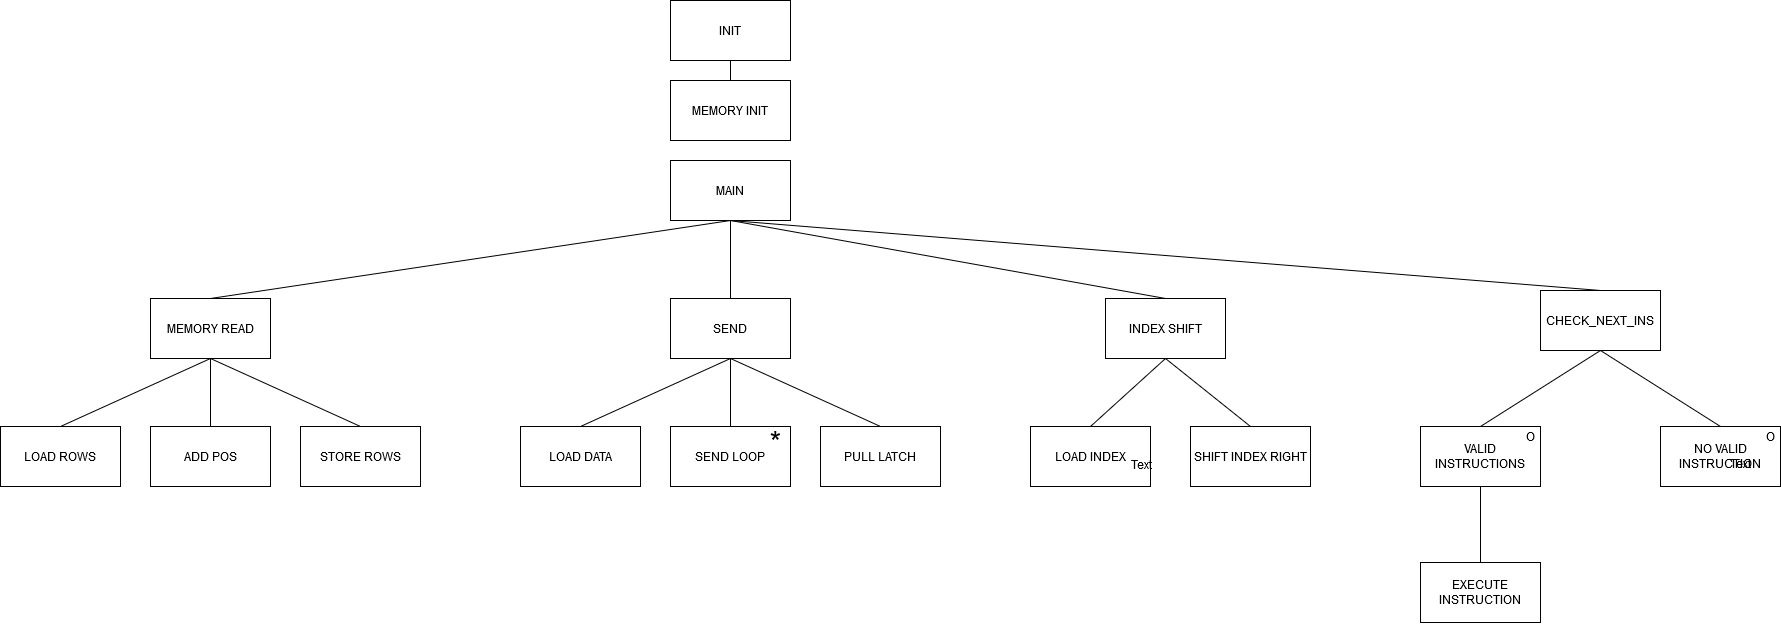 INIT
MEMORY INIT
MAIN
MEMORY READ
SEND
INDEX SHIFT
CHECK_NEXT_INS
LOAD ROWS
ADD POS
STORE ROWS
LOAD DATA
SEND LOOP
*
PULL LATCH
LOAD INDEX
Text
SHIFT INDEX RIGHT
O
VALID
INSTRUCTIONS
O
NO VALID
INSTRUCTION
Text
EXECUTE
INSTRUCTION